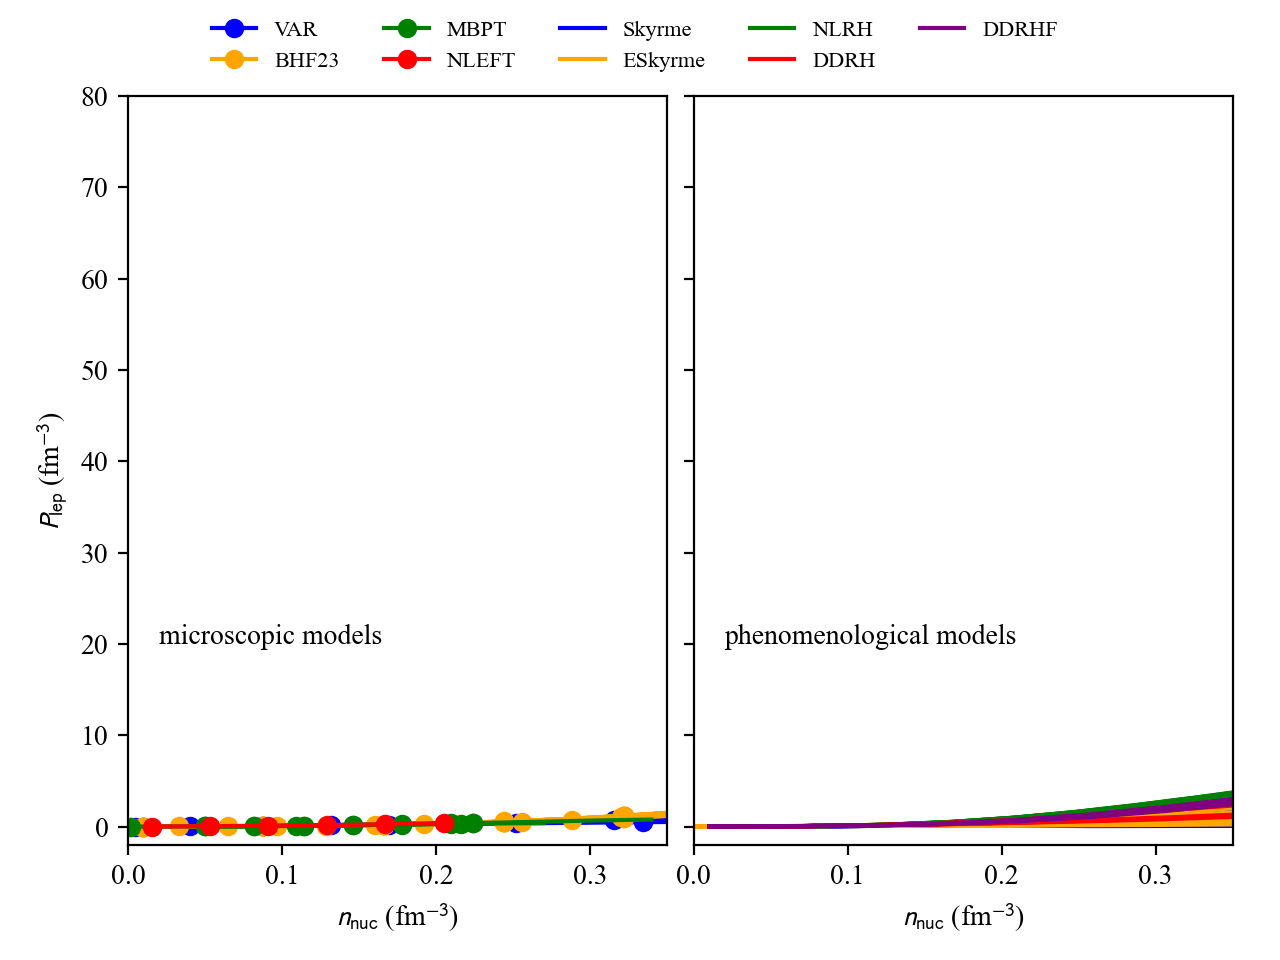 VAR MBPT Skyrme NLRH DDRHF
BHF23 NLEFT ESkyrme DDRH
80
70
60
50
40
30
20
10
0
P_lep (fm⁻³)
microscopic models
phenomenological models
0.0 0.1 0.2 0.3
0.0 0.1 0.2 0.3
n_nuc (fm⁻³)
n_nuc (fm⁻³)